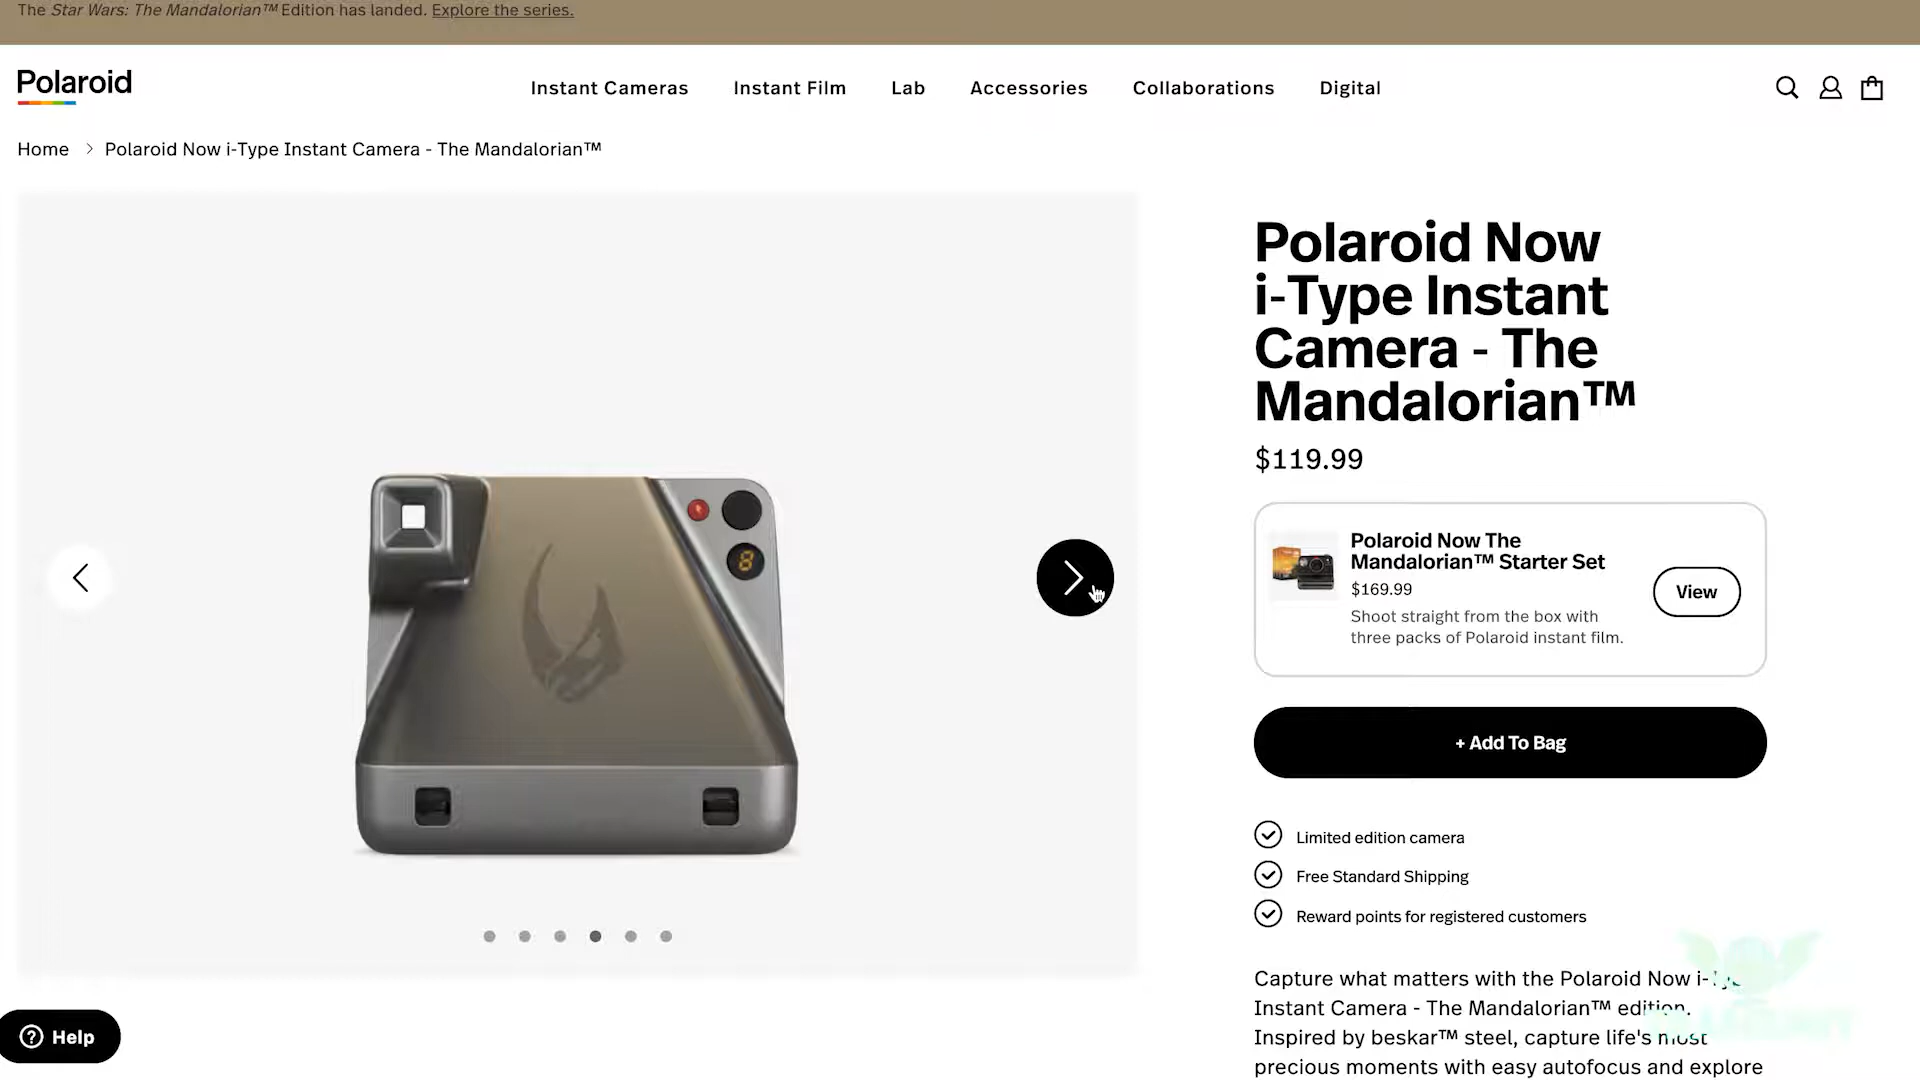 The Star Wars: The Mandalorian™ Edition has landed. Explore the series.
Polaroid
Instant Cameras
Instant Film
Lab
Accessories
Collaborations
Digital
Home > Polaroid Now i-Type Instant Camera - The Mandalorian™
Polaroid Now
i-Type Instant
Camera - The
Mandalorian™
$119.99
Polaroid Now The
Mandalorian™ Starter Set
$169.99
Shoot straight from the box with
three packs of Polaroid instant film.
View
+ Add To Bag
8
Limited edition camera
Free Standard Shipping
Reward points for registered customers
Capture what matters with the Polaroid Now i-Type
Instant Camera - The Mandalorian™ edition.
Inspired by beskar™ steel, capture life's most
precious moments with easy autofocus and explore
Help